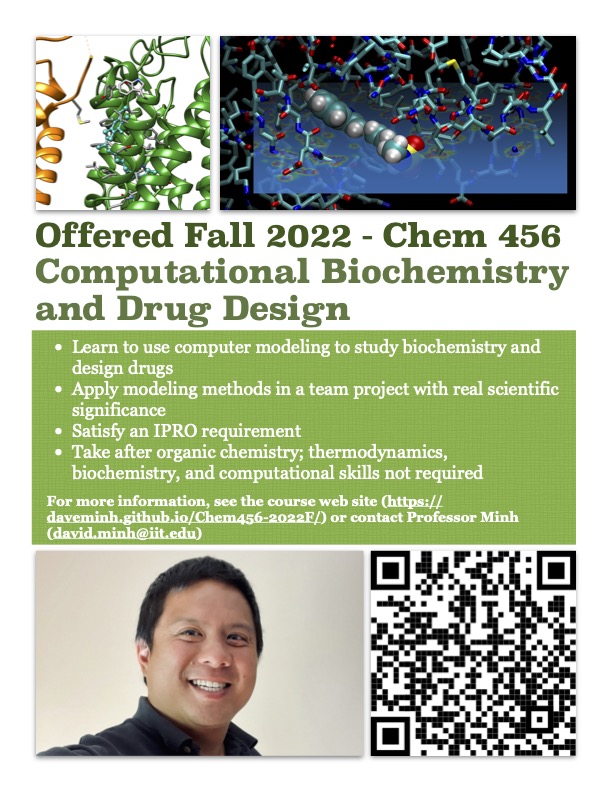 Offered Fall 2022 - Chem 456
Computational Biochemistry
and Drug Design
• Learn to use computer modeling to study biochemistry and
design drugs
• Apply modeling methods in a team project with real scientific
significance
• Satisfy an IPRO requirement
• Take after organic chemistry; thermodynamics,
biochemistry, and computational skills not required
For more information, see the course web site (https://
daveminh.github.io/Chem456-2022F/) or contact Professor Minh
(david.minh@iit.edu)